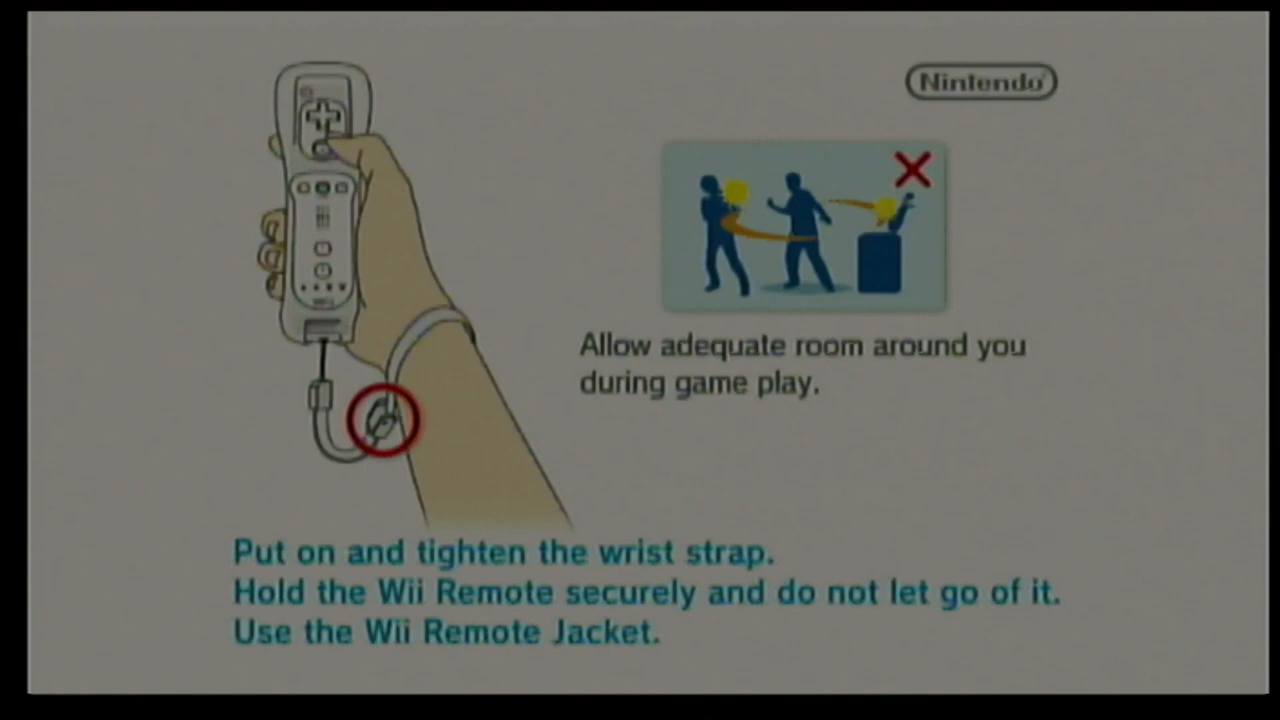 Nintendo
Allow adequate room around you
during game play.
Put on and tighten the wrist strap.
Hold the Wii Remote securely and do not let go of it.
Use the Wii Remote Jacket.